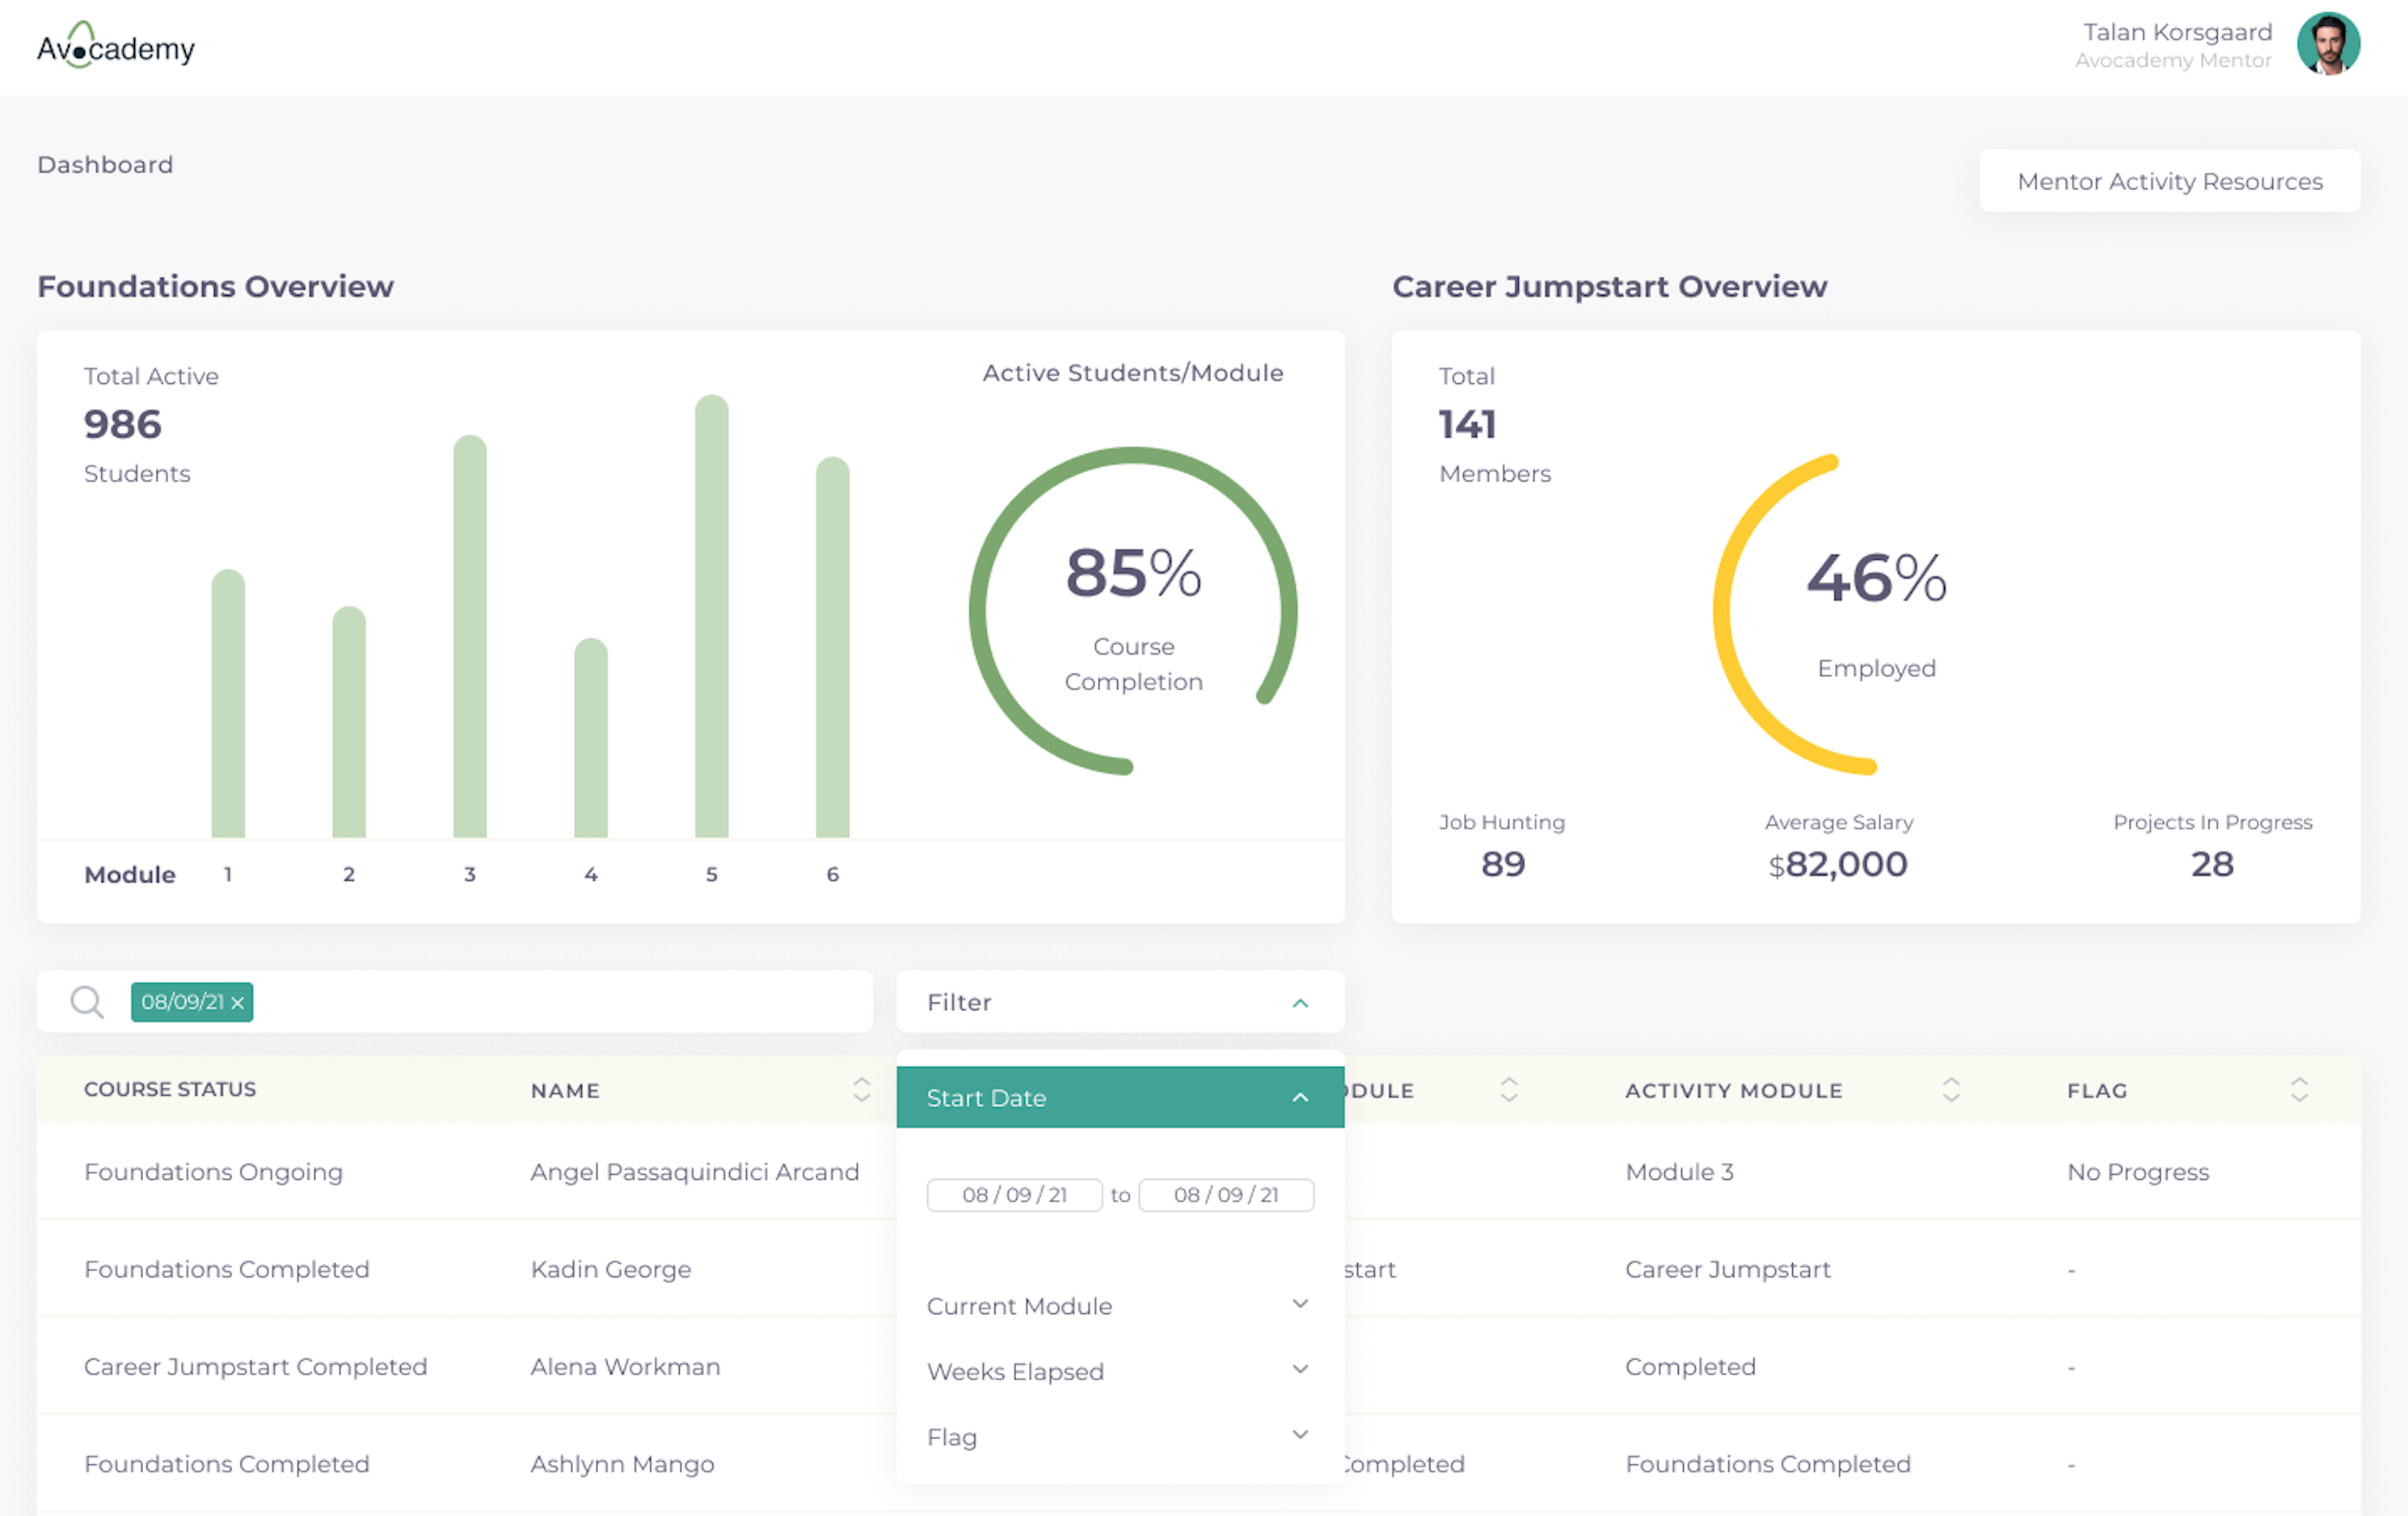 Avocademy
Talan Korsgaard
Avocademy Mentor
Dashboard
Mentor Activity Resources
Foundations Overview
Total Active
986
Students
Active Students/Module
85%
Course
Completion
Module 1 2 3 4 5 6
Career Jumpstart Overview
Total
141
Members
46%
Employed
Job Hunting
89
Average Salary
$82,000
Projects In Progress
28
08/09/21 ×
Filter
Start Date
08 / 09 / 21 to 08 / 09 / 21
Current Module
Weeks Elapsed
Flag
COURSE STATUS NAME DULE ACTIVITY MODULE FLAG
Foundations Ongoing Angel Passaquindici Arcand Module 3 No Progress
Foundations Completed Kadin George start Career Jumpstart -
Career Jumpstart Completed Alena Workman Completed -
Foundations Completed Ashlynn Mango Completed Foundations Completed -